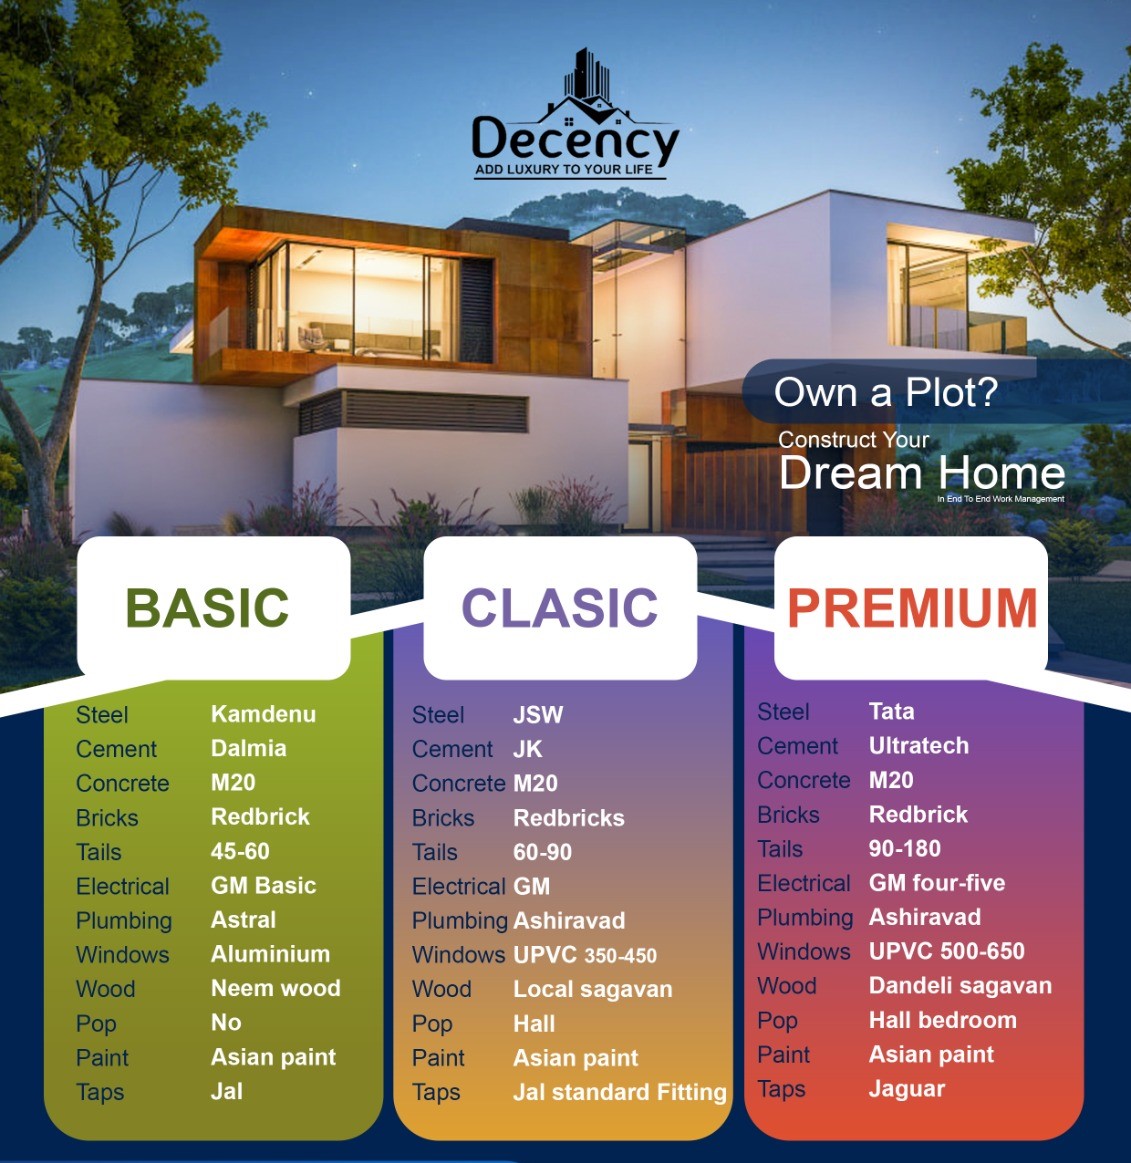 Decency
ADD LUXURY TO YOUR LIFE
Own a Plot?
Construct Your
Dream Home
In End To End Work Management
BASIC
Steel Kamdenu
Cement Dalmia
Concrete M20
Bricks Redbrick
Tails 45-60
Electrical GM Basic
Plumbing Astral
Windows Aluminium
Wood Neem wood
Pop No
Paint Asian paint
Taps Jal
CLASIC
Steel JSW
Cement JK
Concrete M20
Bricks Redbricks
Tails 60-90
Electrical GM
Plumbing Ashiravad
Windows UPVC 350-450
Wood Local sagavan
Pop Hall
Paint Asian paint
Taps Jal standard Fitting
PREMIUM
Steel Tata
Cement Ultratech
Concrete M20
Bricks Redbrick
Tails 90-180
Electrical GM four-five
Plumbing Ashiravad
Windows UPVC 500-650
Wood Dandeli sagavan
Pop Hall bedroom
Paint Asian paint
Taps Jaguar